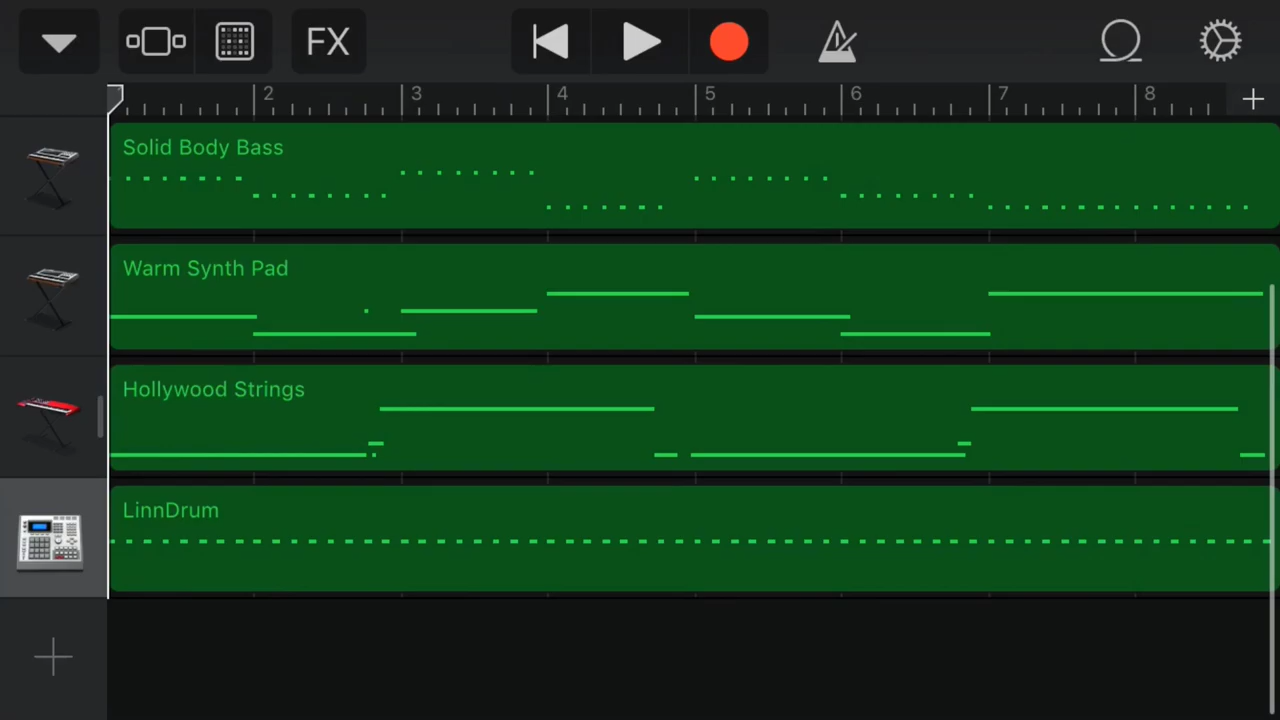 FX
2 3 4 5 6 7 8
Solid Body Bass
Warm Synth Pad
Hollywood Strings
LinnDrum